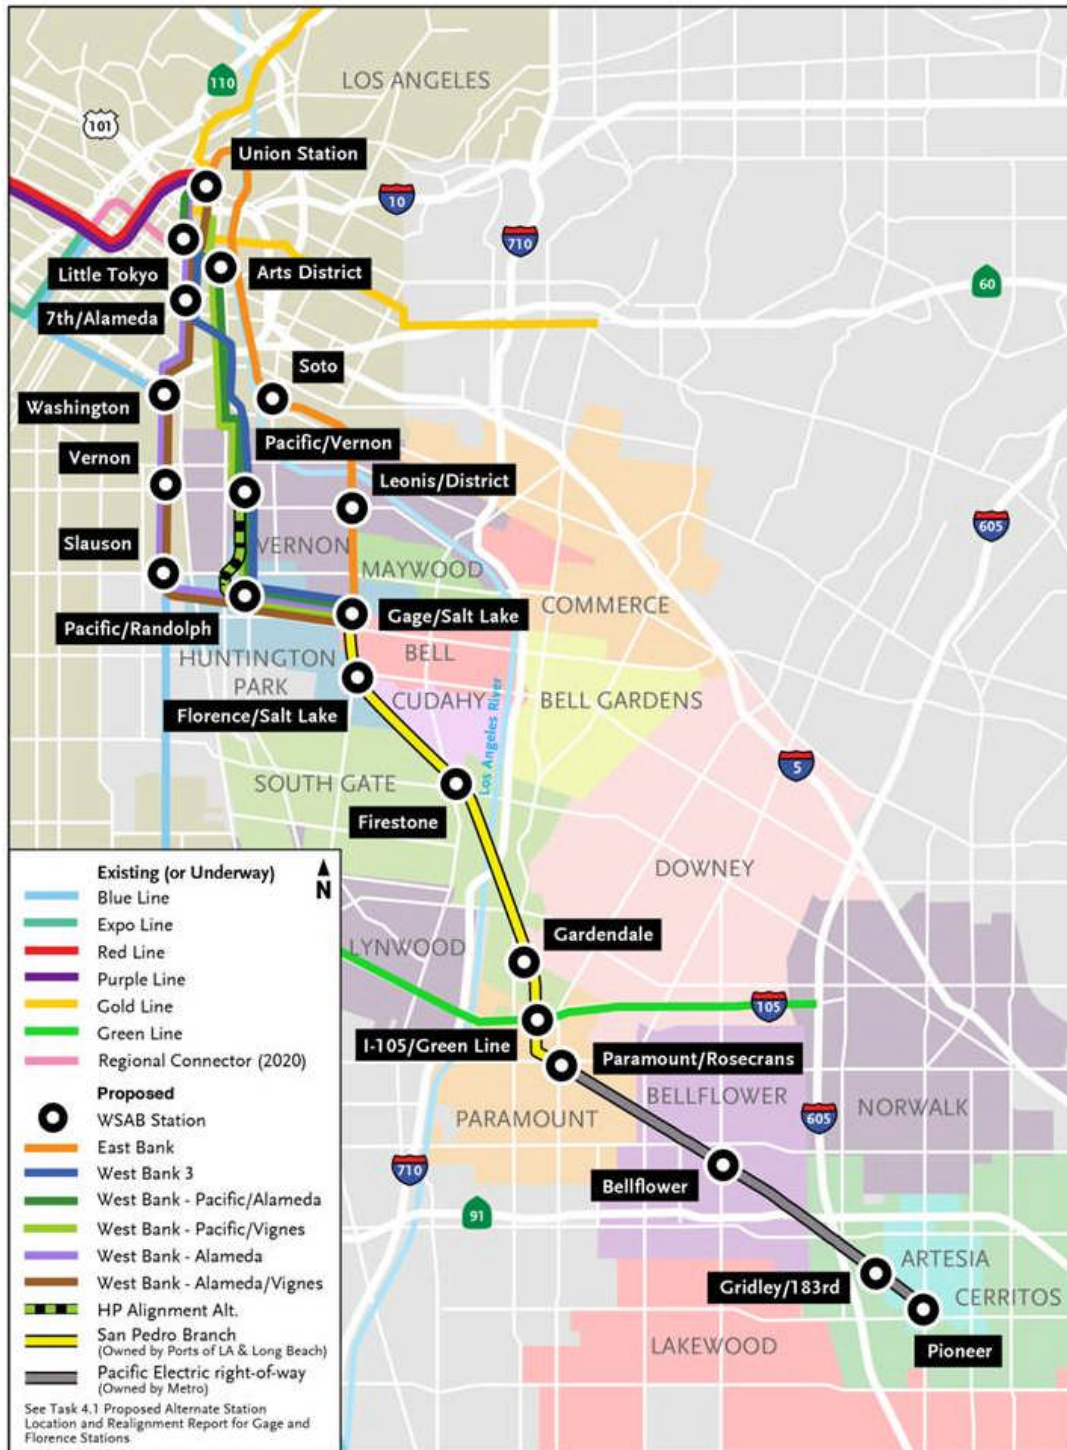 LOS ANGELES
110
101
Union Station
10
710
Little Tokyo
Arts District
60
7th/Alameda
Soto
Washington
Pacific/Vernon
Vernon
Leonis/District
605
Slauson
VERNON
MAYWOOD
COMMERCE
Gage/Salt Lake
Pacific/Randolph
BELL
HUNTINGTON
PARK
CUDAHY
BELL GARDENS
Florence/Salt Lake
Los Angeles River
5
SOUTH GATE
Firestone
DOWNEY
Gardendale
LYNWOOD
105
I-105/Green Line
Paramount/Rosecrans
BELLFLOWER
NORWALK
PARAMOUNT
605
710
Bellflower
91
ARTESIA
Gridley/183rd
CERRITOS
LAKEWOOD
Pioneer
Existing (or Underway)
N
Blue Line
Expo Line
Red Line
Purple Line
Gold Line
Green Line
Regional Connector (2020)
Proposed
WSAB Station
East Bank
West Bank 3
West Bank - Pacific/Alameda
West Bank - Pacific/Vignes
West Bank - Alameda
West Bank - Alameda/Vignes
HP Alignment Alt.
San Pedro Branch
(Owned by Ports of LA & Long Beach)
Pacific Electric right-of-way
(Owned by Metro)
See Task 4.1 Proposed Alternate Station
Location and Realignment Report for Gage and
Florence Stations